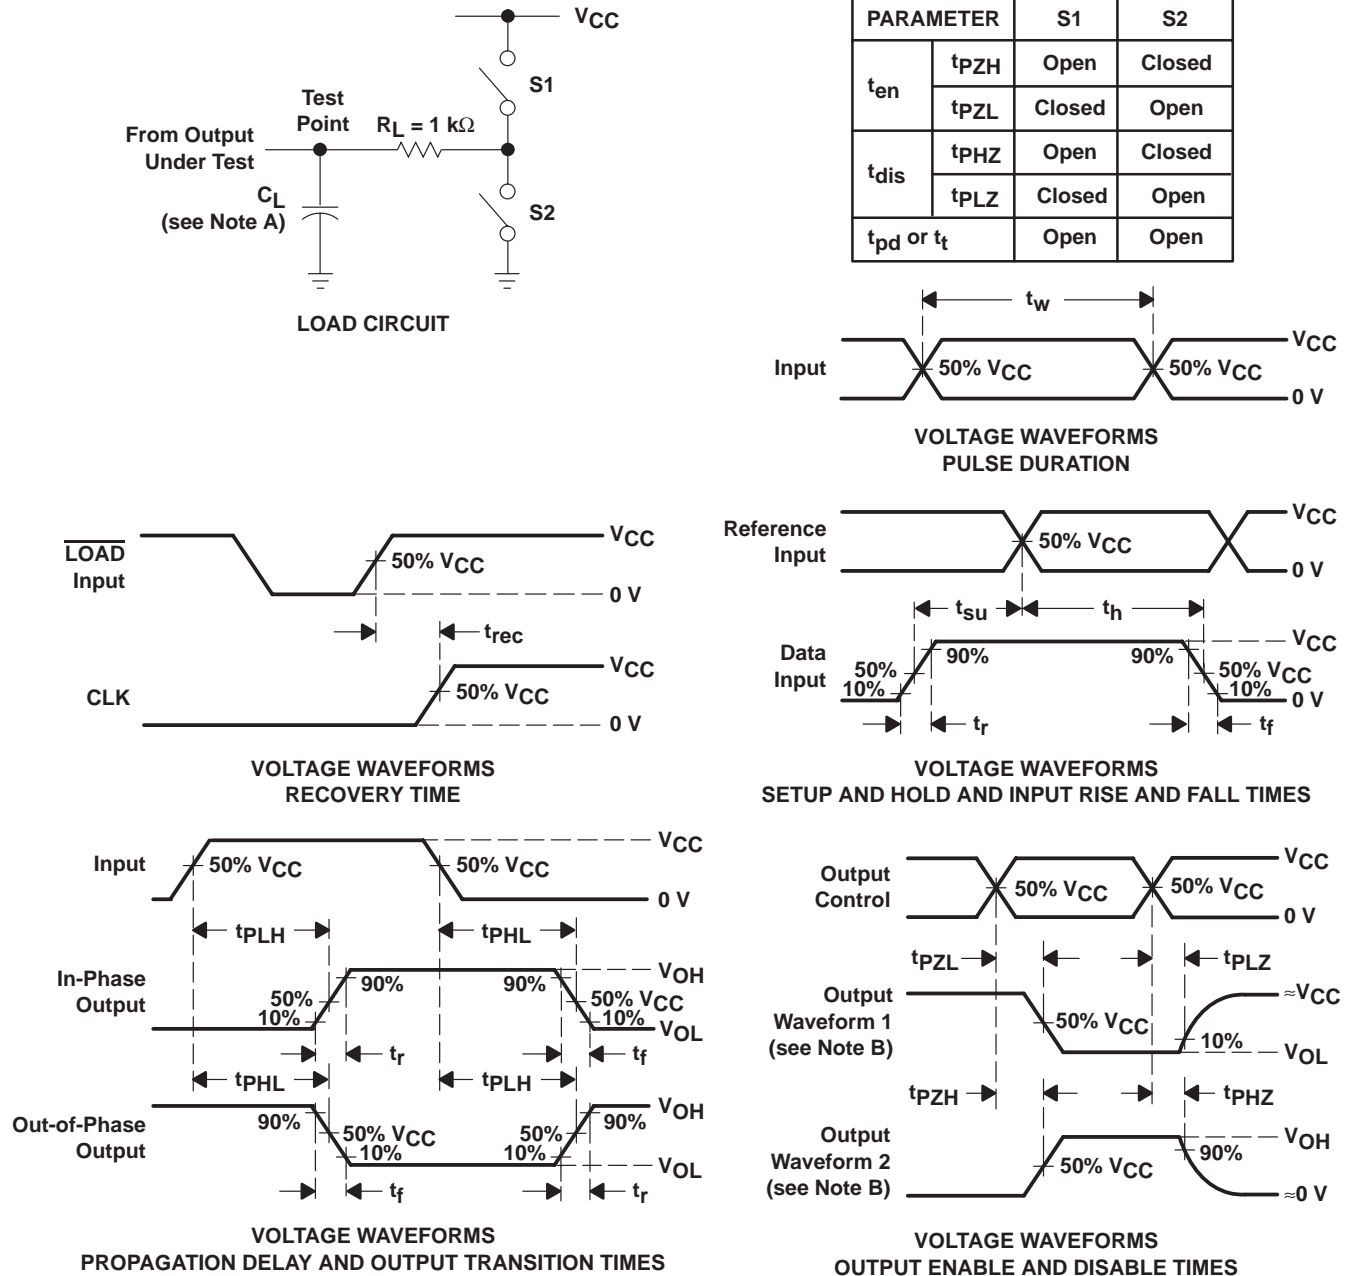 VCC
S1
Test
Point
RL = 1 kΩ
From Output
Under Test
CL
(see Note A)
S2
LOAD CIRCUIT
PARAMETER S1 S2
ten
tPZH Open Closed
tPZL Closed Open
tdis
tPHZ Open Closed
tPLZ Closed Open
tpd or tt Open Open
tw
VCC
Input
50% VCC 50% VCC
0 V
VOLTAGE WAVEFORMS
PULSE DURATION
LOAD
Input
VCC
50% VCC
0 V
trec
CLK
VCC
50% VCC
0 V
VOLTAGE WAVEFORMS
RECOVERY TIME
Reference
Input
VCC
50% VCC
0 V
tsu th
Data
Input
VCC
90% 90%
50% 50% VCC
10% 10%
0 V
tr tf
VOLTAGE WAVEFORMS
SETUP AND HOLD AND INPUT RISE AND FALL TIMES
Input
VCC
50% VCC 50% VCC
0 V
tPLH tPHL
In-Phase
Output
VOH
90% 90%
50% 50% VCC
10% 10%
VOL
tr tf
tPHL tPLH
Out-of-Phase
Output
VOH
90% 90%
50% VCC 50%
10% 10%
VOL
tf tr
VOLTAGE WAVEFORMS
PROPAGATION DELAY AND OUTPUT TRANSITION TIMES
Output
Control
VCC
50% VCC 50% VCC
0 V
tPZL tPLZ
Output
Waveform 1
(see Note B)
≈VCC
50% VCC
10%
VOL
tPZH tPHZ
Output
Waveform 2
(see Note B)
VOH
50% VCC
90%
≈0 V
VOLTAGE WAVEFORMS
OUTPUT ENABLE AND DISABLE TIMES